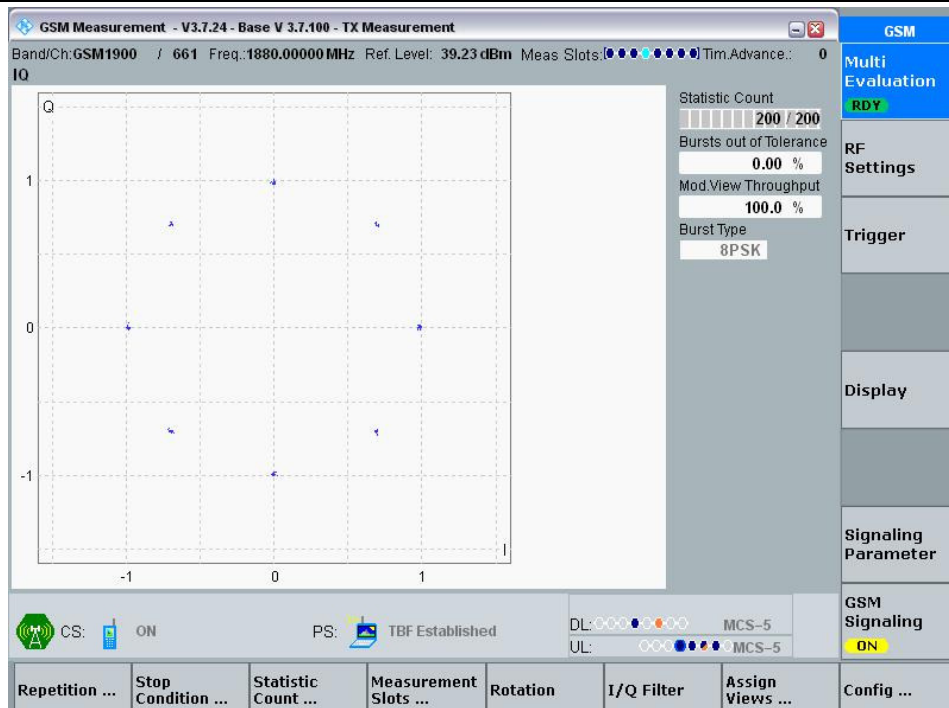 GSM Measurement - V3.7.24 - Base V 3.7.100 - TX Measurement
GSM
Band/Ch:GSM1900 / 661 Freq.:1880.00000 MHz Ref. Level: 39.23 dBm Meas Slots: Tim.Advance.: 0
IQ
Multi
Evaluation
RDY
Q
Statistic Count
200 / 200
Bursts out of Tolerance
0.00 %
Mod.View Throughput
100.0 %
Burst Type
8PSK
RF
Settings
Trigger
Display
Signaling
Parameter
GSM
Signaling
ON
1
0
-1
I
-1 0 1
CS: ON PS: TBF Established
DL: MCS-5
UL: MCS-5
Repetition ...
Stop
Condition ...
Statistic
Count ...
Measurement
Slots ...
Rotation
I/Q Filter
Assign
Views ...
Config ...